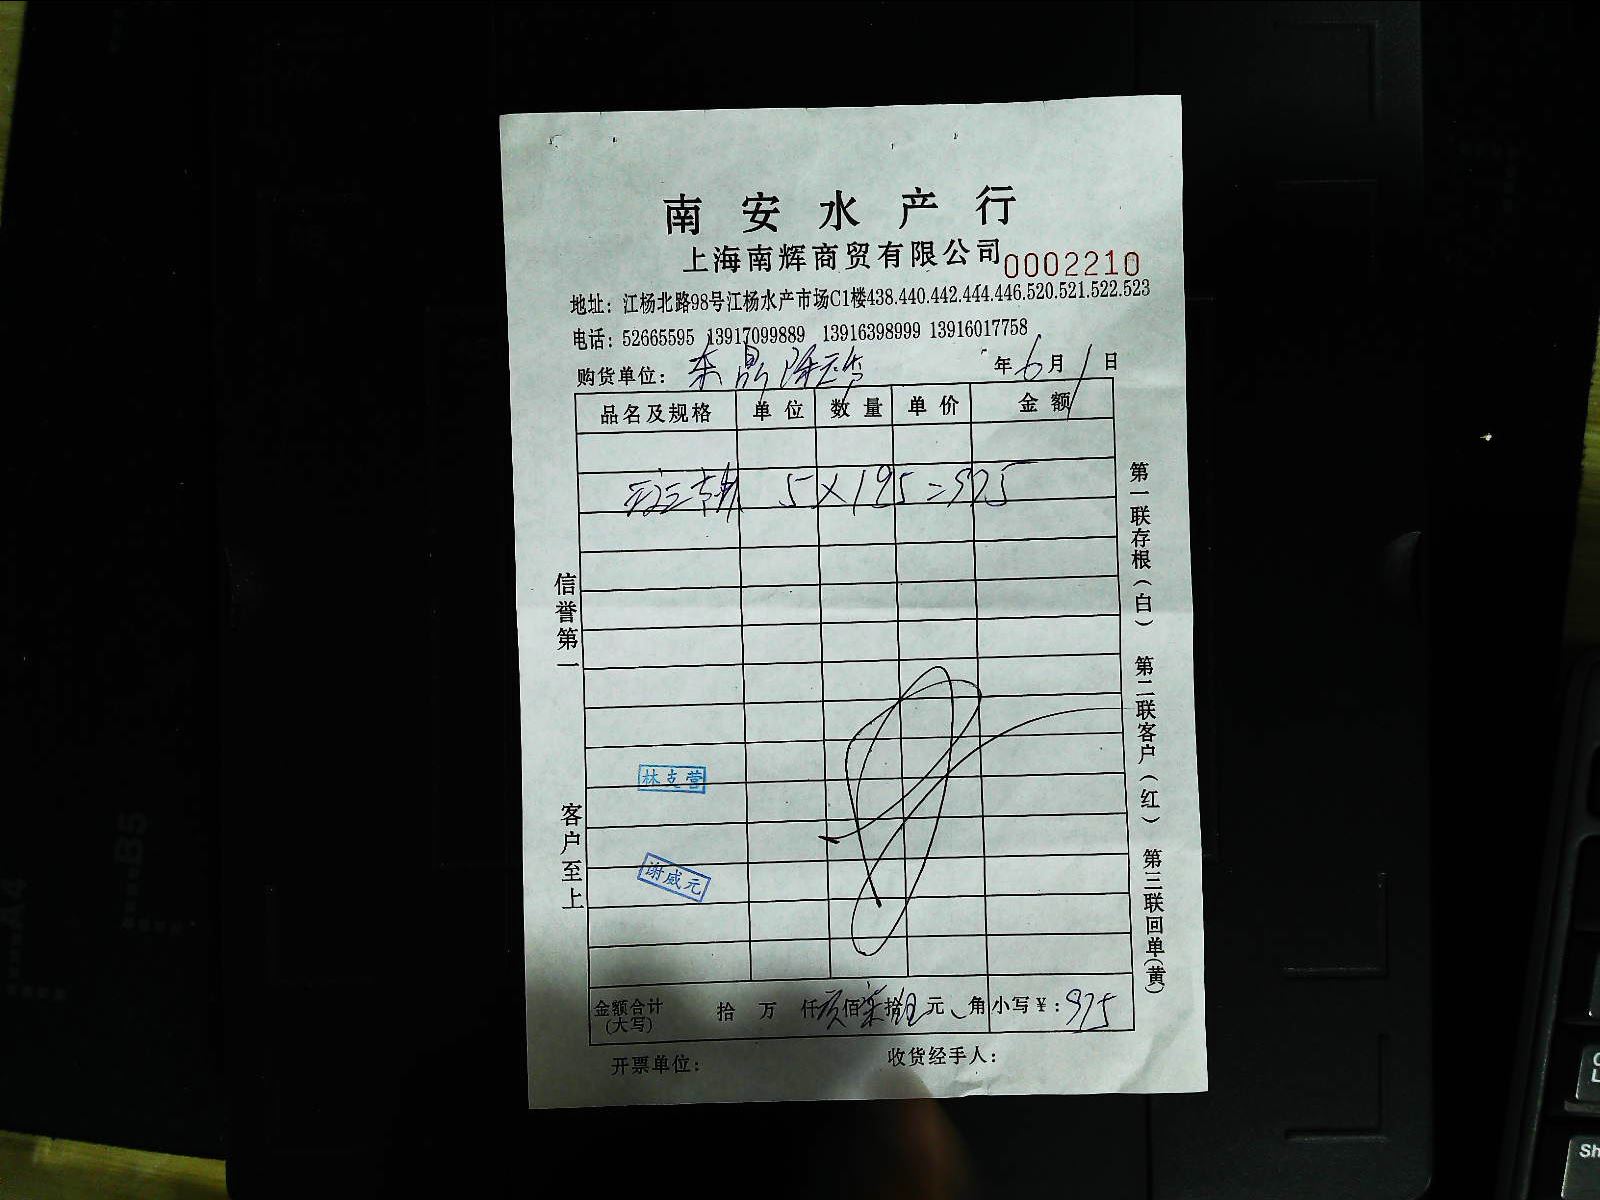 南安水产行
上海南辉商贸有限公司 0002210
地址：江杨北路98号江杨水产市场C1楼438.440.442.444.446.520.521.522.523
电话：52665595 13917099889 13916398999 13916017758
购货单位： 年6月1日
品名及规格 单位 数量 单价 金额
5×195=975
信誉第一
客户至上
第一联存根（白） 第二联客户（红） 第三联回单（黄）
林支营
谢威元
金额合计（大写） 拾 万 仟 佰柒拾伍元 角 小写￥：975
开票单位： 收货经手人：